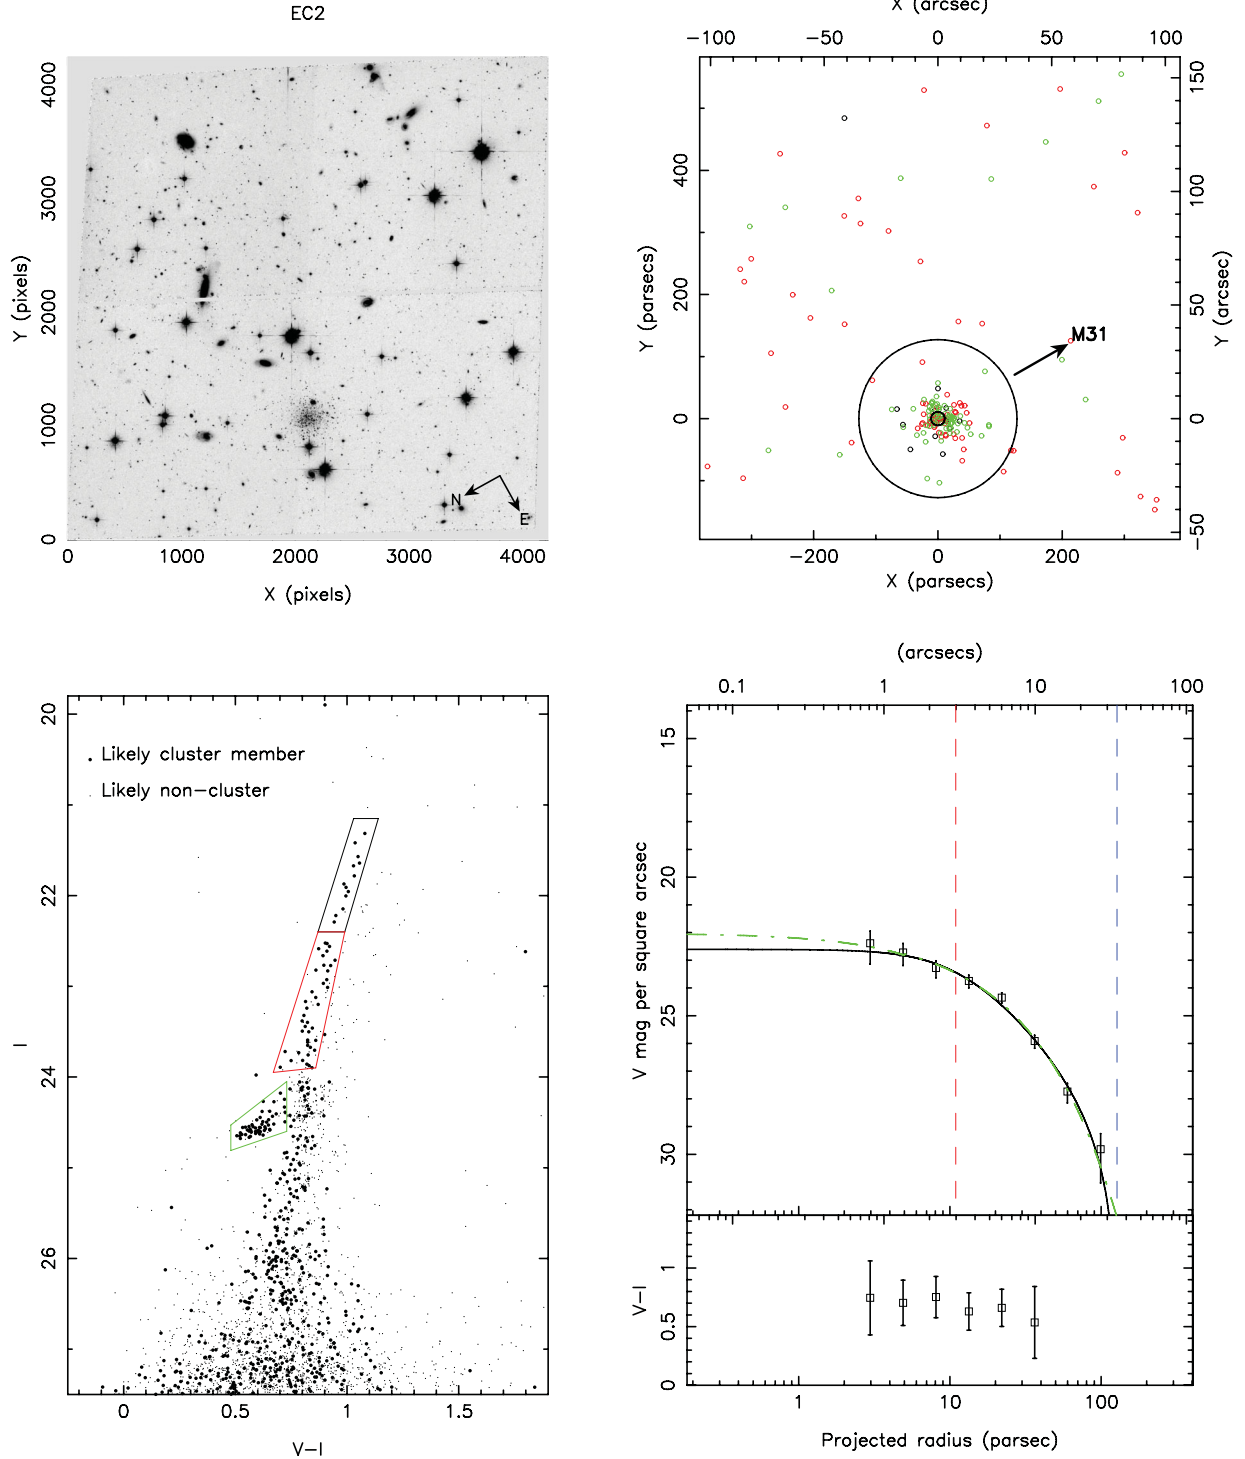 EC2
4000
3000
2000
1000
0
Y (pixels)
0 1000 2000 3000 4000
X (pixels)
N
E
X (arcsec)
-100 -50 0 50 100
400
200
0
Y (parsecs)
150
100
50
0
-50
Y (arcsec)
M31
-200 0 200
X (parsecs)
20
22
24
26
I
Likely cluster member
Likely non-cluster
0 0.5 1 1.5
V-I
(arcsecs)
0.1 1 10 100
15
20
25
30
V mag per square arcsec
1
0.5
0
V-I
1 10 100
Projected radius (parsec)